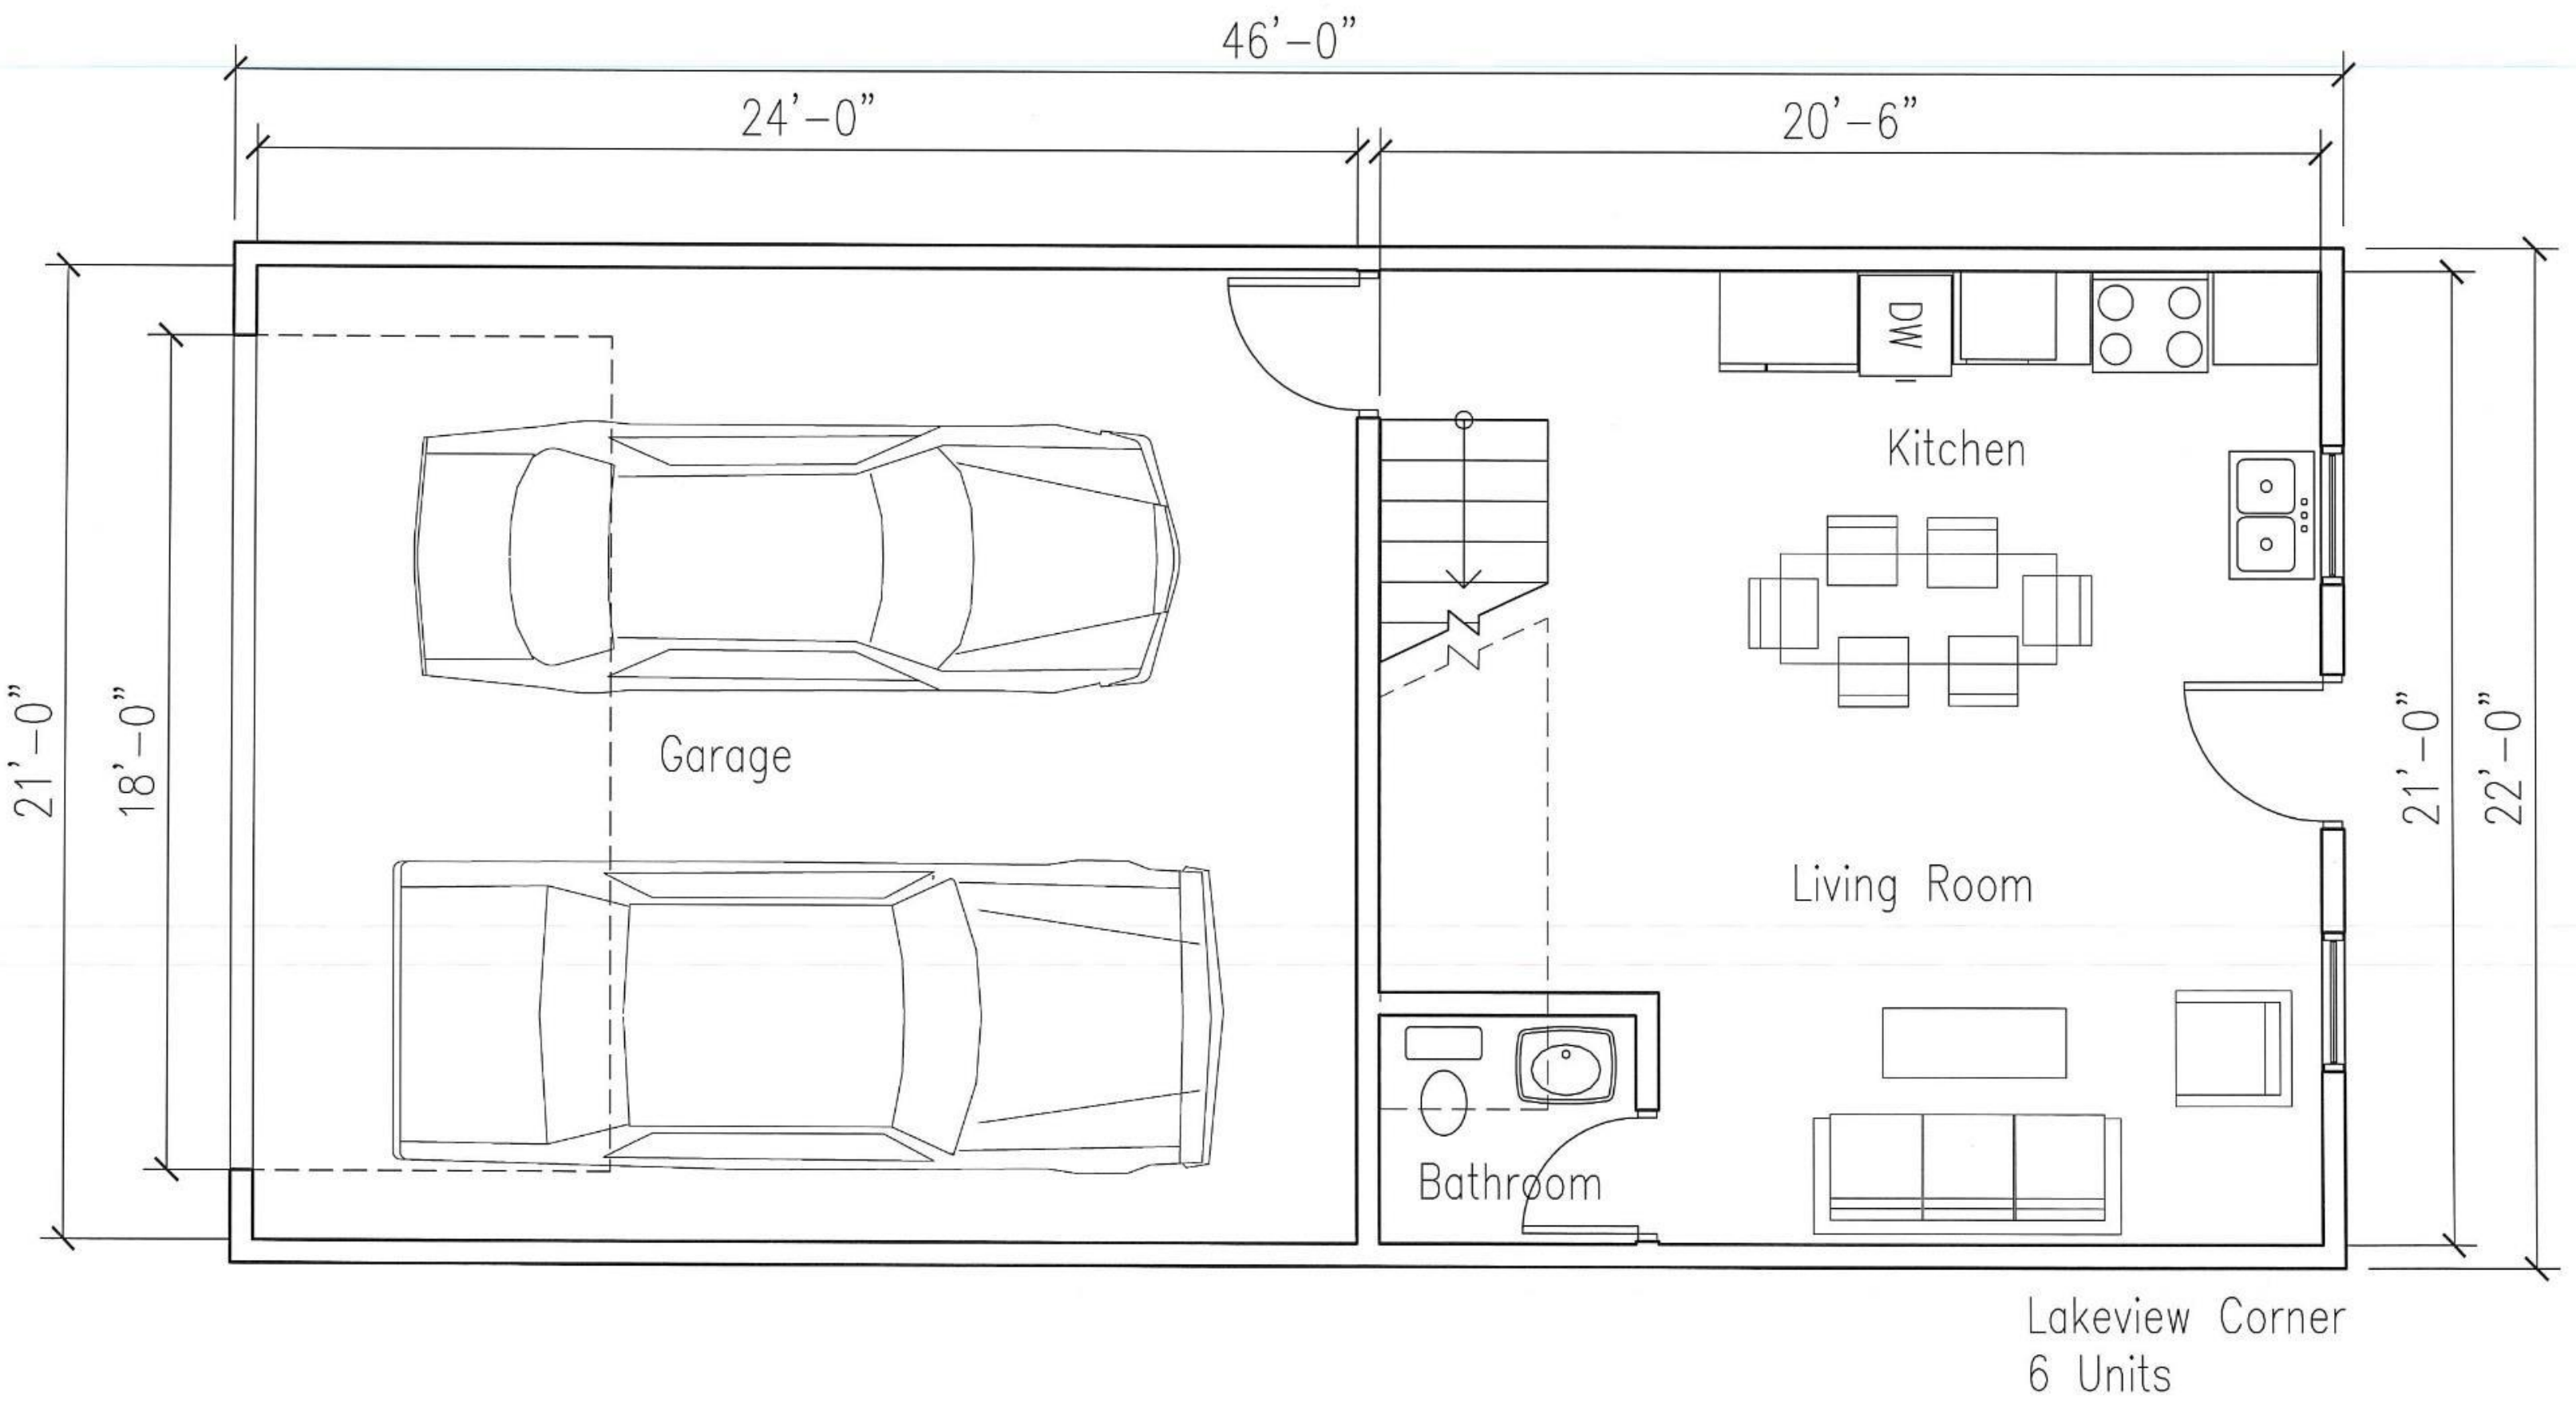 46'-0"
24'-0"
20'-6"
DW
Kitchen
21'-0"
18'-0"
Garage
21'-0"
22'-0"
Living Room
Bathroom
Lakeview Corner
6 Units